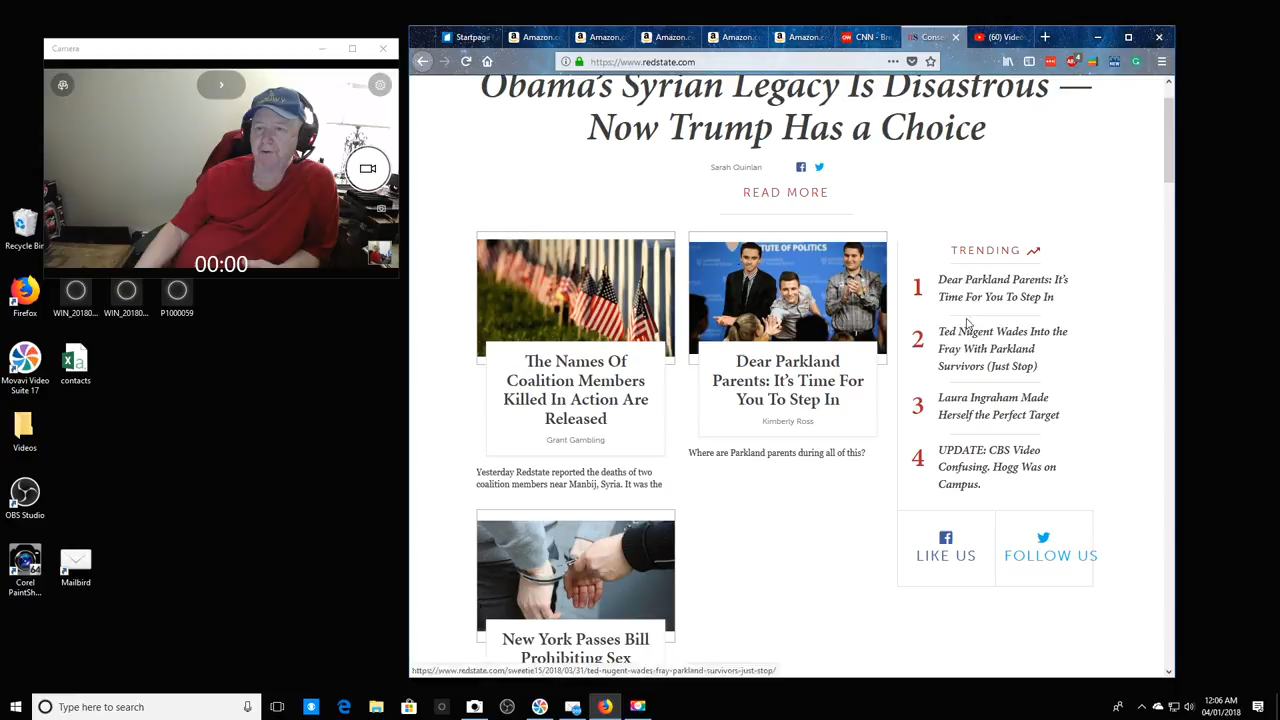 Camera
00:00
Recycle Bin
Firefox
WIN_20180...
WIN_20180...
P1000059
Movavi Video
Suite 17
contacts
Videos
OBS Studio
Corel
PaintSh...
Mailbird
Startpage
Amazon.c
Amazon.c
Amazon.c
Amazon.c
Amazon.c
CNN - Bre
Conse
(60) Video
https://www.redstate.com
Obama's Syrian Legacy Is Disastrous —
Now Trump Has a Choice
Sarah Quinlan
READ MORE
The Names Of
Coalition Members
Killed In Action Are
Released
Grant Gambling
Yesterday Redstate reported the deaths of two
coalition members near Manbij, Syria. It was the
TUTE OF POLITICS
Dear Parkland
Parents: It's Time For
You To Step In
Kimberly Ross
Where are Parkland parents during all of this?
New York Passes Bill
Prohibiting Sex
TRENDING
1 Dear Parkland Parents: It's
Time For You To Step In
2 Ted Nugent Wades Into the
Fray With Parkland
Survivors (Just Stop)
3 Laura Ingraham Made
Herself the Perfect Target
4 UPDATE: CBS Video
Confusing. Hogg Was on
Campus.
LIKE US
FOLLOW US
https://www.redstate.com/sweetie15/2018/03/31/ted-nugent-wades-fray-parkland-survivors-just-stop/
Type here to search
12:06 AM
04/01/2018